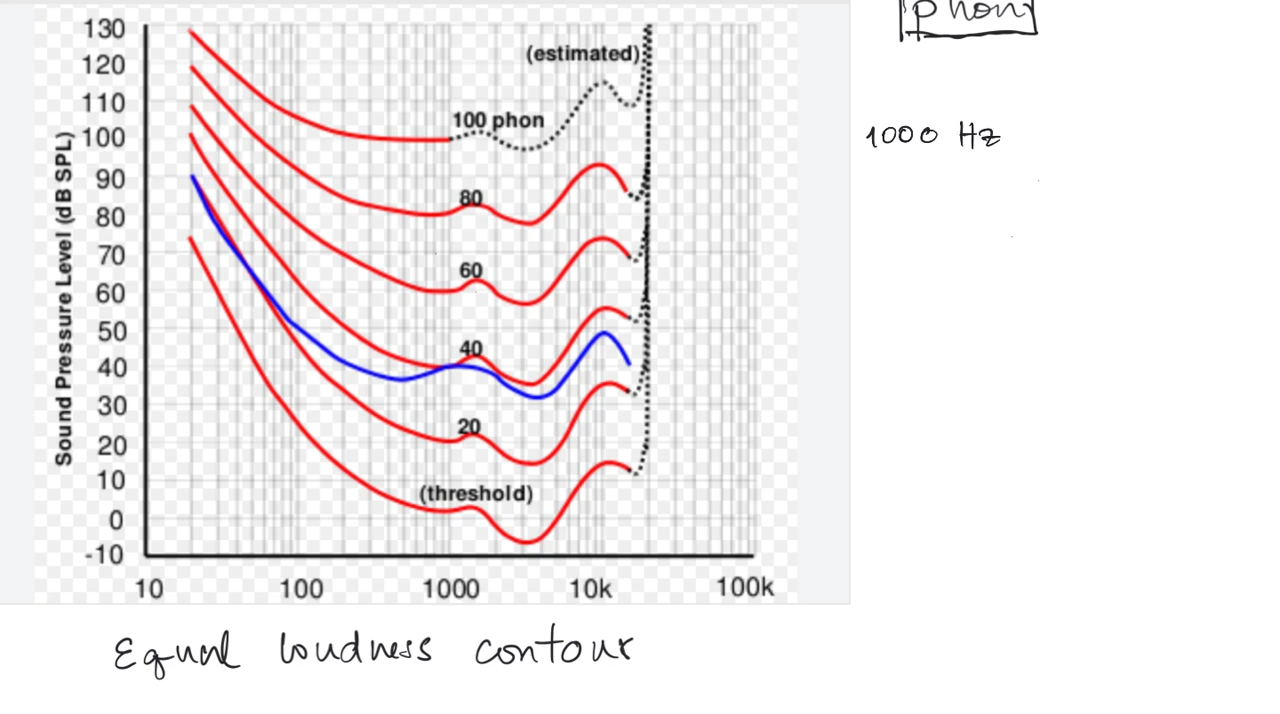 phon
130
(estimated)
120
110
100 phon
100
1000 Hz
90
80
80
70
60
60
50
40
40
30
20
20
10
(threshold)
0
-10
10 100 1000 10k 100k
Sound Pressure Level (dB SPL)
Equal loudness contour